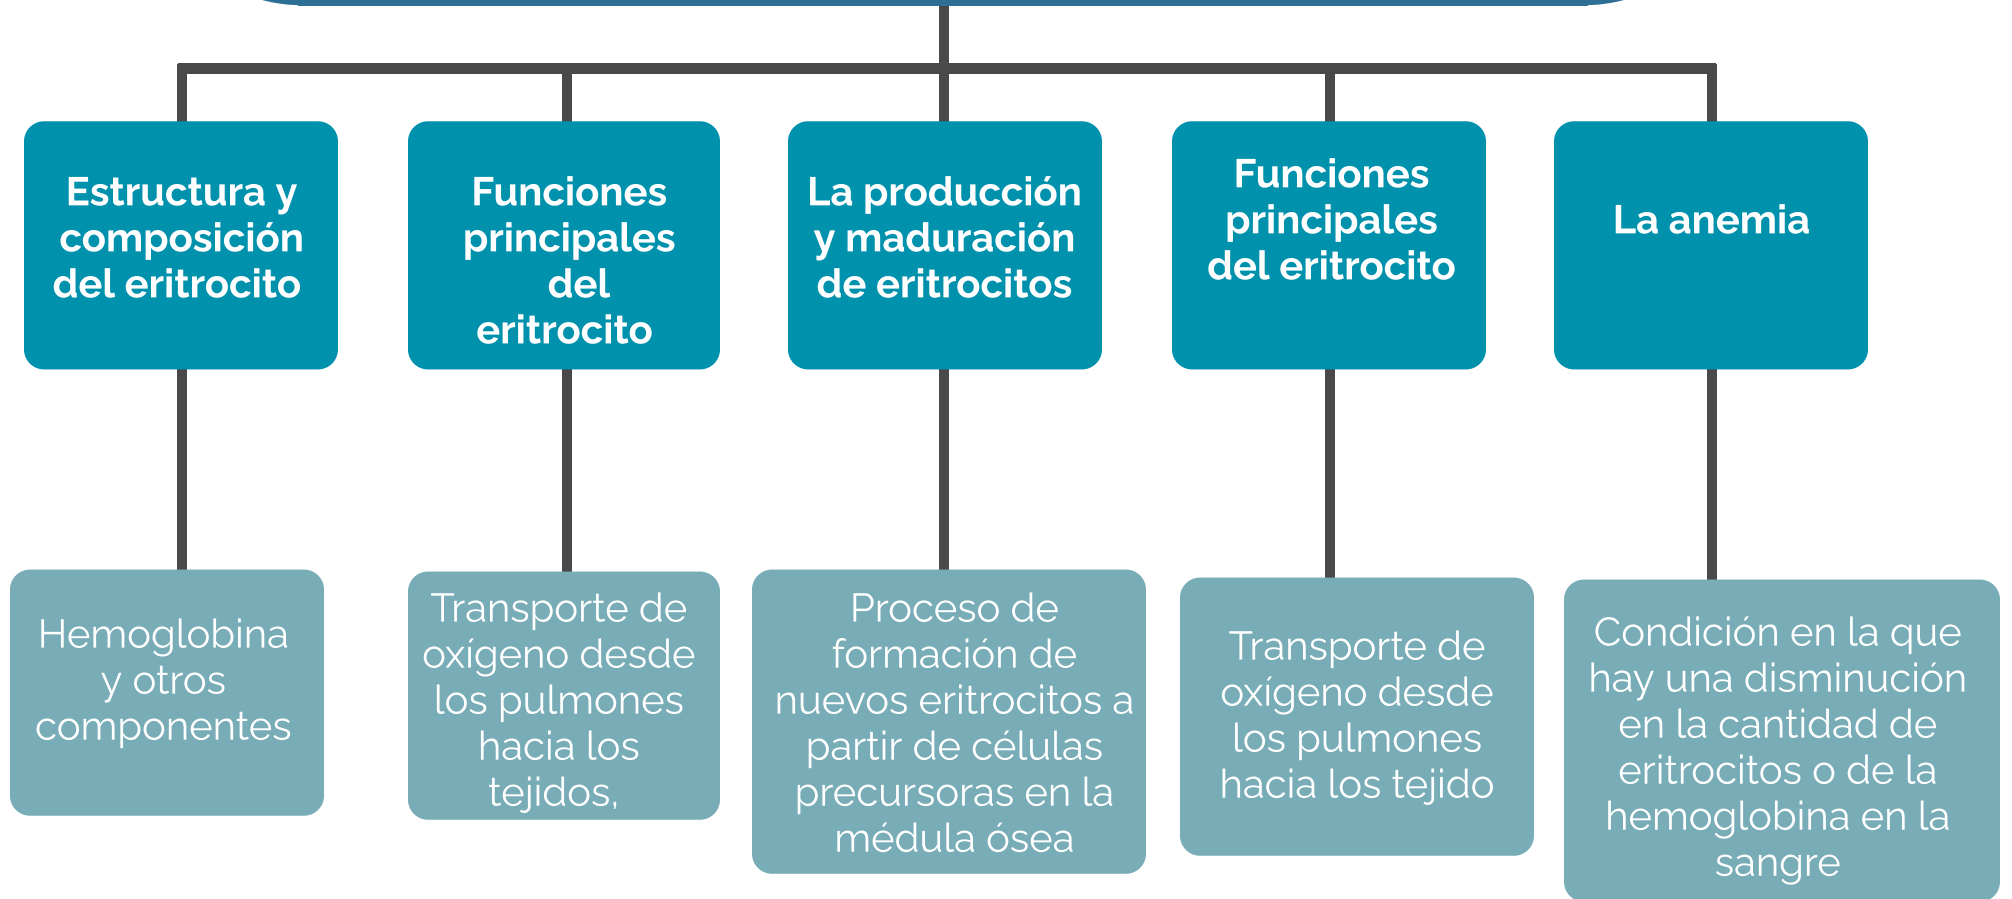 Estructura y
composición
del eritrocito
Funciones
principales
del
eritrocito
La producción
y maduración
de eritrocitos
Funciones
principales
del eritrocito
La anemia
Hemoglobina
y otros
componentes
Transporte de
oxígeno desde
los pulmones
hacia los
tejidos,
Proceso de
formación de
nuevos eritrocitos a
partir de células
precursoras en la
médula ósea
Transporte de
oxígeno desde
los pulmones
hacia los tejido
Condición en la que
hay una disminución
en la cantidad de
eritrocitos o de la
hemoglobina en la
sangre